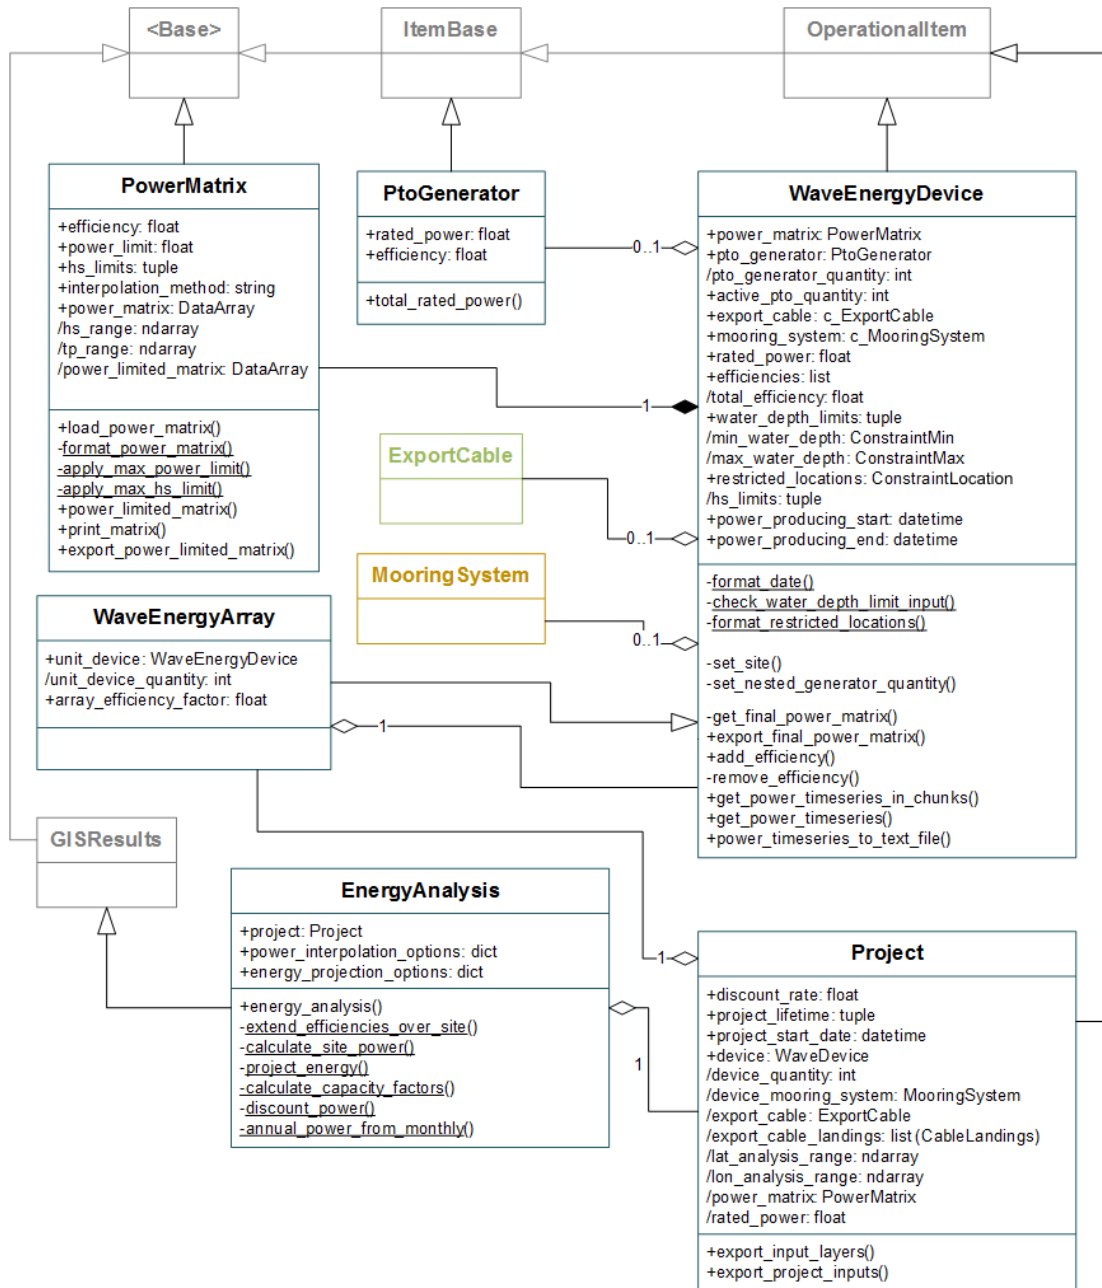 <Base>
ItemBase
OperationalItem
PowerMatrix
+efficiency: float
+power_limit: float
+hs_limits: tuple
+interpolation_method: string
+power_matrix: DataArray
/hs_range: ndarray
/tp_range: ndarray
/power_limited_matrix: DataArray
+load_power_matrix()
-format_power_matrix()
-apply_max_power_limit()
-apply_max_hs_limit()
+power_limited_matrix()
+print_matrix()
+export_power_limited_matrix()
PtoGenerator
+rated_power: float
+efficiency: float
+total_rated_power()
0..1
1
ExportCable
0..1
MooringSystem
0..1
WaveEnergyDevice
+power_matrix: PowerMatrix
+pto_generator: PtoGenerator
/pto_generator_quantity: int
+active_pto_quantity: int
+export_cable: c_ExportCable
+mooring_system: c_MooringSystem
+rated_power: float
+efficiencies: list
/total_efficiency: float
+water_depth_limits: tuple
/min_water_depth: ConstraintMin
/max_water_depth: ConstraintMax
+restricted_locations: ConstraintLocation
/hs_limits: tuple
+power_producing_start: datetime
+power_producing_end: datetime
-format_date()
-check_water_depth_limit_input()
-format_restricted_locations()
-set_site()
-set_nested_generator_quantity()
-get_final_power_matrix()
+export_final_power_matrix()
+add_efficiency()
-remove_efficiency()
+get_power_timeseries_in_chunks()
+get_power_timeseries()
+power_timeseries_to_text_file()
WaveEnergyArray
+unit_device: WaveEnergyDevice
/unit_device_quantity: int
+array_efficiency_factor: float
1
GISResults
EnergyAnalysis
+project: Project
+power_interpolation_options: dict
+energy_projection_options: dict
+energy_analysis()
-extend_efficiencies_over_site()
-calculate_site_power()
-project_energy()
-calculate_capacity_factors()
-discount_power()
-annual_power_from_monthly()
1
1
Project
+discount_rate: float
+project_lifetime: tuple
+project_start_date: datetime
+device: WaveDevice
/device_quantity: int
/device_mooring_system: MooringSystem
/export_cable: ExportCable
/export_cable_landings: list (CableLandings)
/lat_analysis_range: ndarray
/lon_analysis_range: ndarray
/power_matrix: PowerMatrix
/rated_power: float
+export_input_layers()
+export_project_inputs()